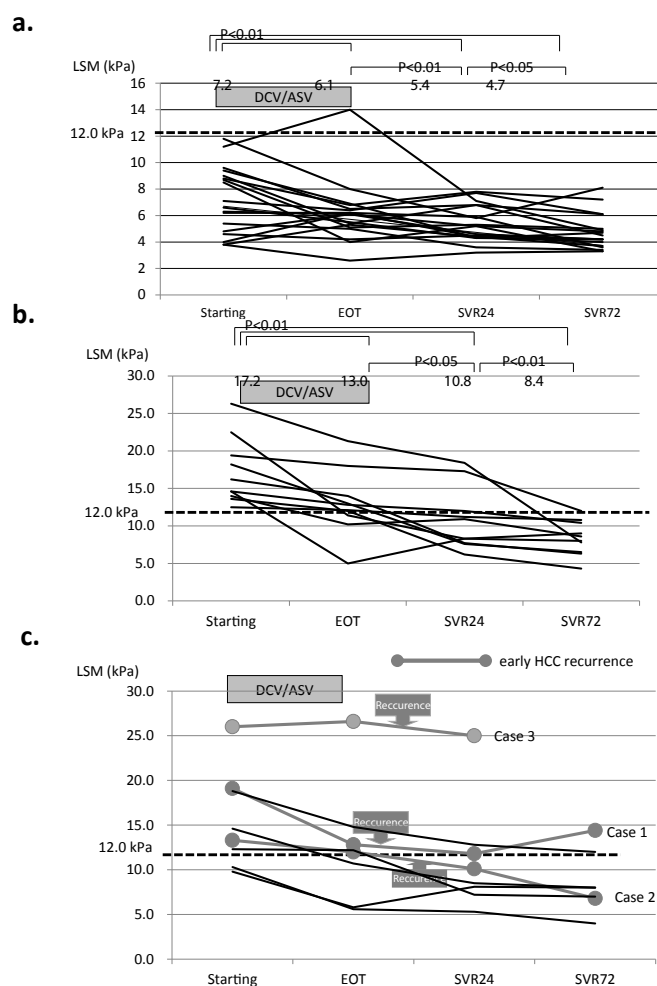 a.
P<0.01
LSM (kPa)
P<0.01 P<0.05
7.2 6.1 5.4 4.7
DCV/ASV
16
14
12.0 kPa
12
10
8
6
4
2
0
Starting EOT SVR24 SVR72
b.
P<0.01
LSM (kPa)
P<0.05 P<0.01
17.2 13.0 10.8 8.4
DCV/ASV
30.0
25.0
20.0
15.0
12.0 kPa
10.0
5.0
0.0
Starting EOT SVR24 SVR72
c.
early HCC recurrence
LSM (kPa)
DCV/ASV
30.0
Reccurence
25.0
Case 3
20.0
15.0
Reccurence
Case 1
12.0 kPa
10.0
Reccurence
Case 2
5.0
0.0
Starting EOT SVR24 SVR72